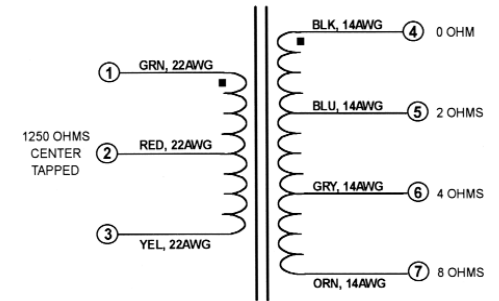 BLK, 14AWG 4 0 OHM
1 GRN, 22AWG
BLU, 14AWG 5 2 OHMS
1250 OHMS
CENTER
TAPPED
2 RED, 22AWG
GRY, 14AWG 6 4 OHMS
3 YEL, 22AWG
ORN, 14AWG 7 8 OHMS